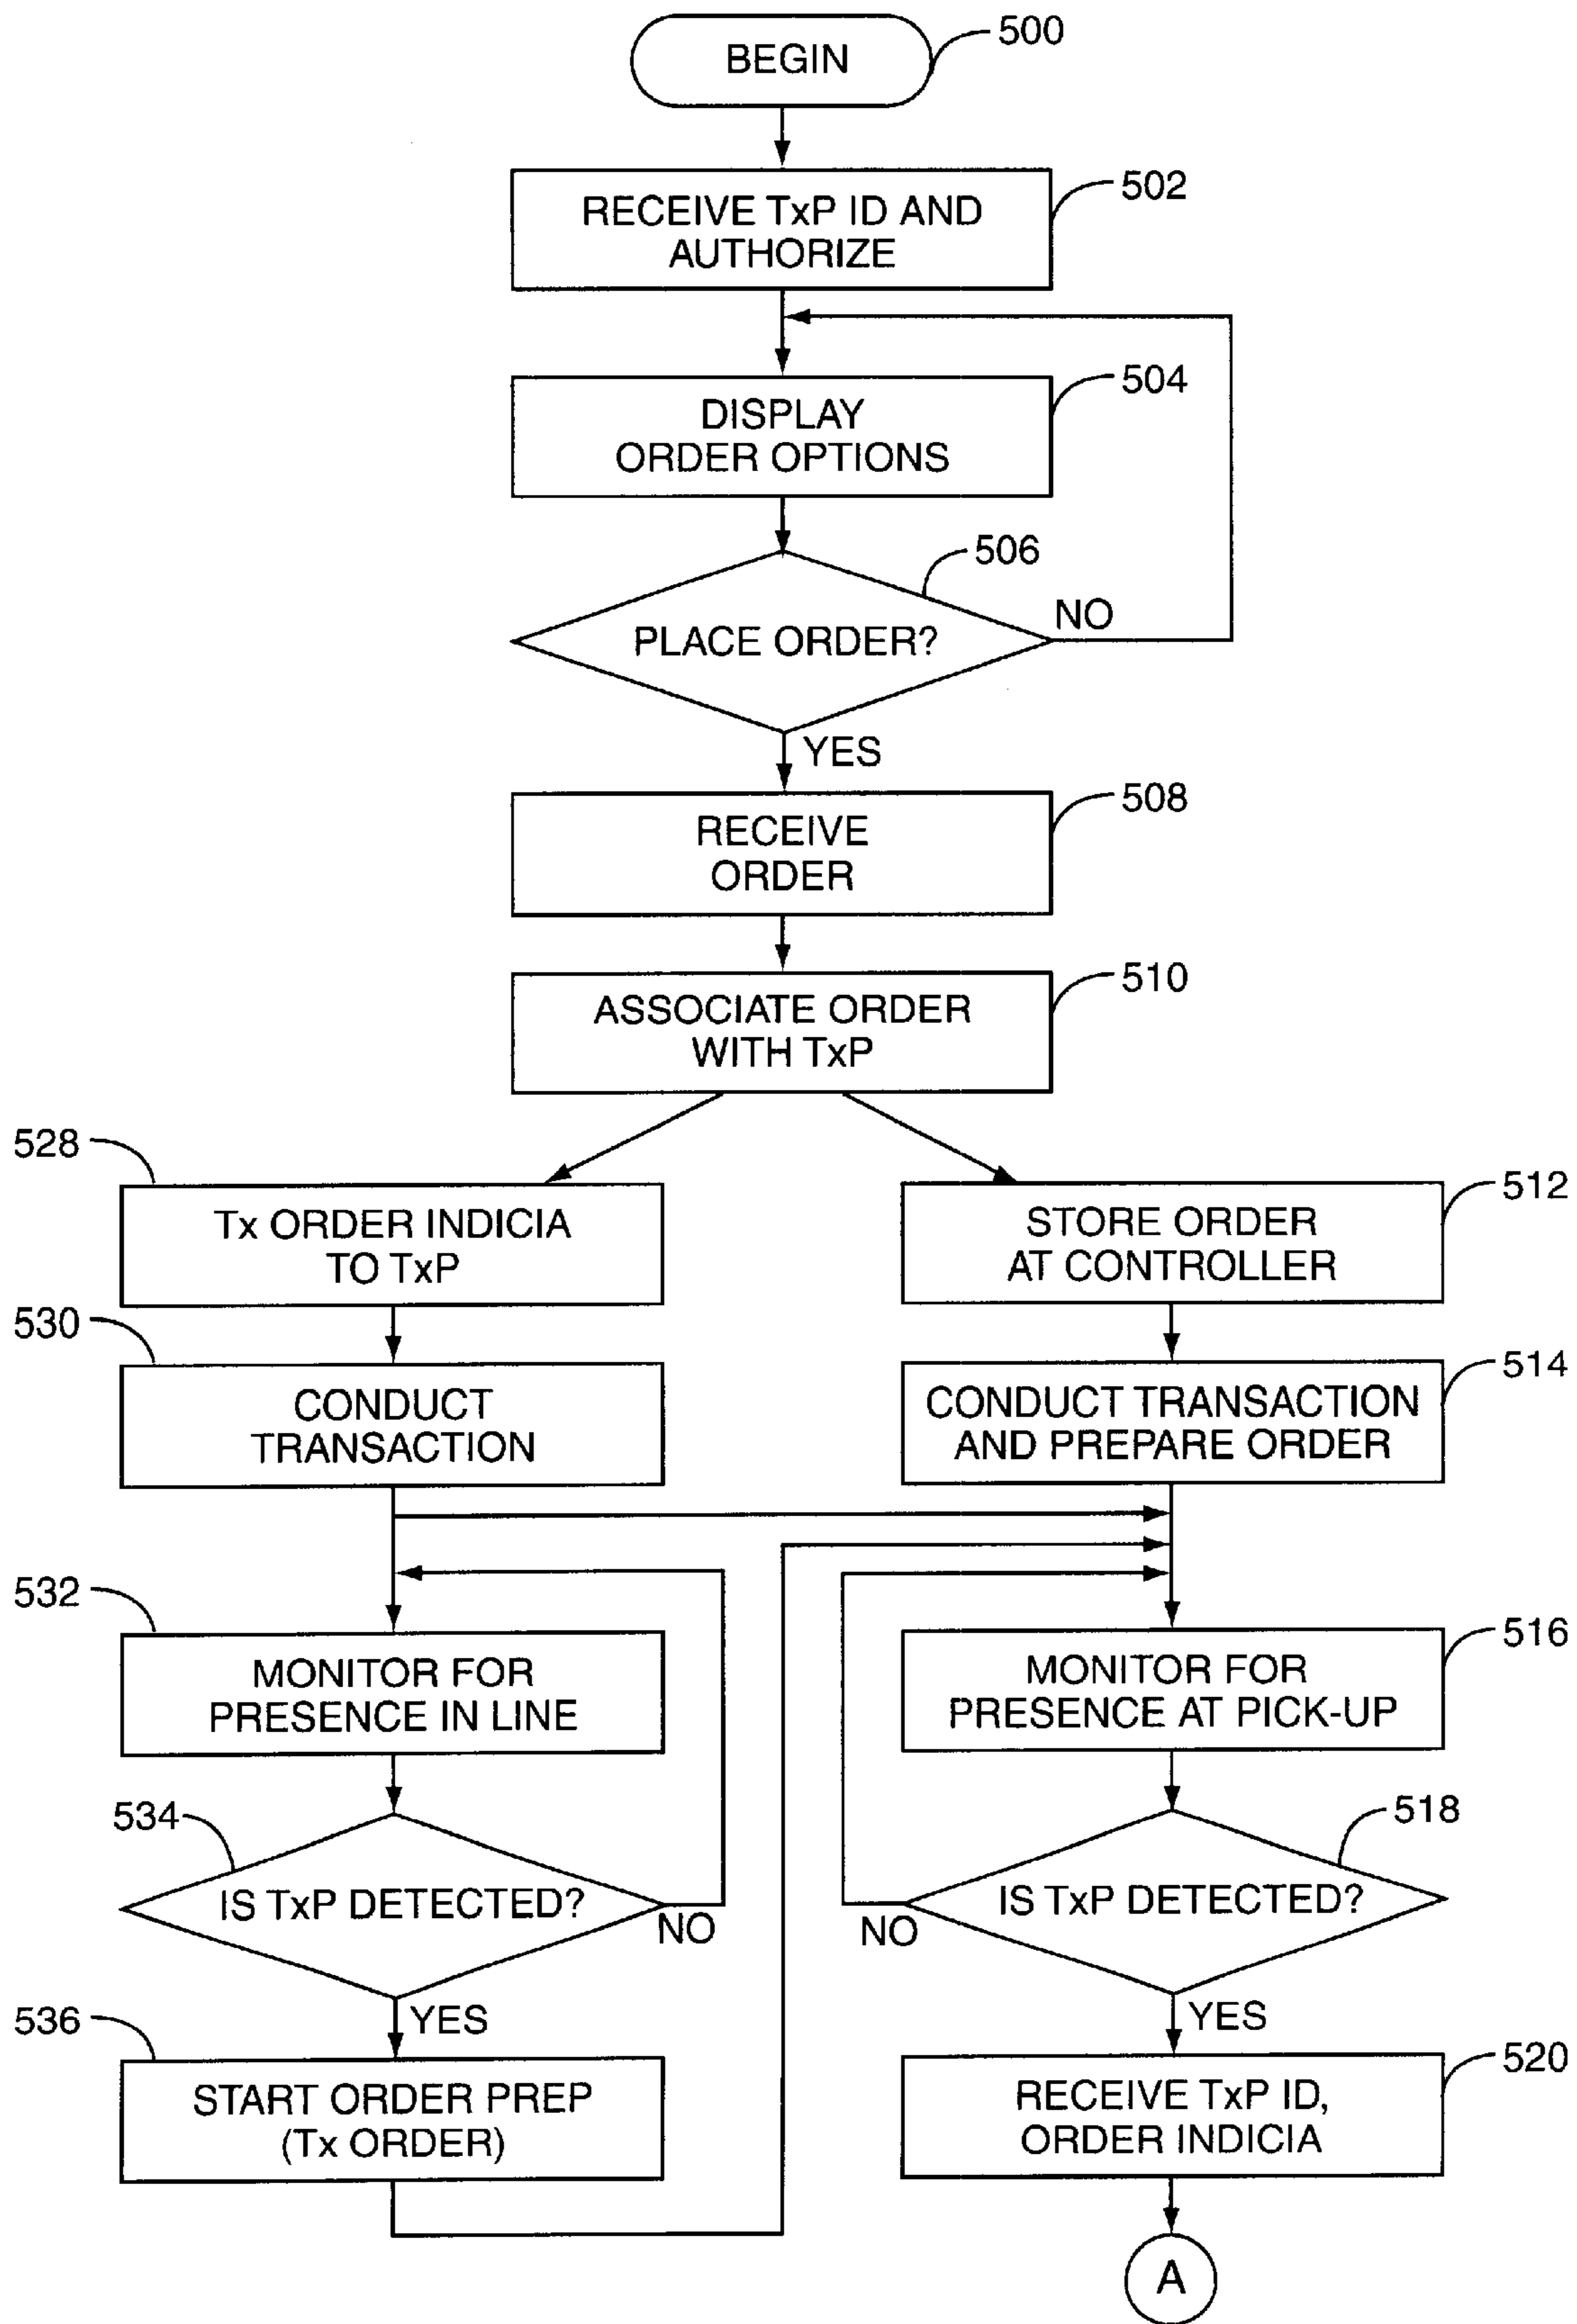 BEGIN
500
RECEIVE TxP ID AND
AUTHORIZE
502
DISPLAY
ORDER OPTIONS
504
506
PLACE ORDER?
NO
YES
RECEIVE
ORDER
508
ASSOCIATE ORDER
WITH TxP
510
528
Tx ORDER INDICIA
TO TxP
STORE ORDER
AT CONTROLLER
512
530
CONDUCT
TRANSACTION
CONDUCT TRANSACTION
AND PREPARE ORDER
514
532
MONITOR FOR
PRESENCE IN LINE
MONITOR FOR
PRESENCE AT PICK-UP
516
534
IS TxP DETECTED?
NO
YES
518
IS TxP DETECTED?
NO
YES
536
START ORDER PREP
(Tx ORDER)
RECEIVE TxP ID,
ORDER INDICIA
520
A